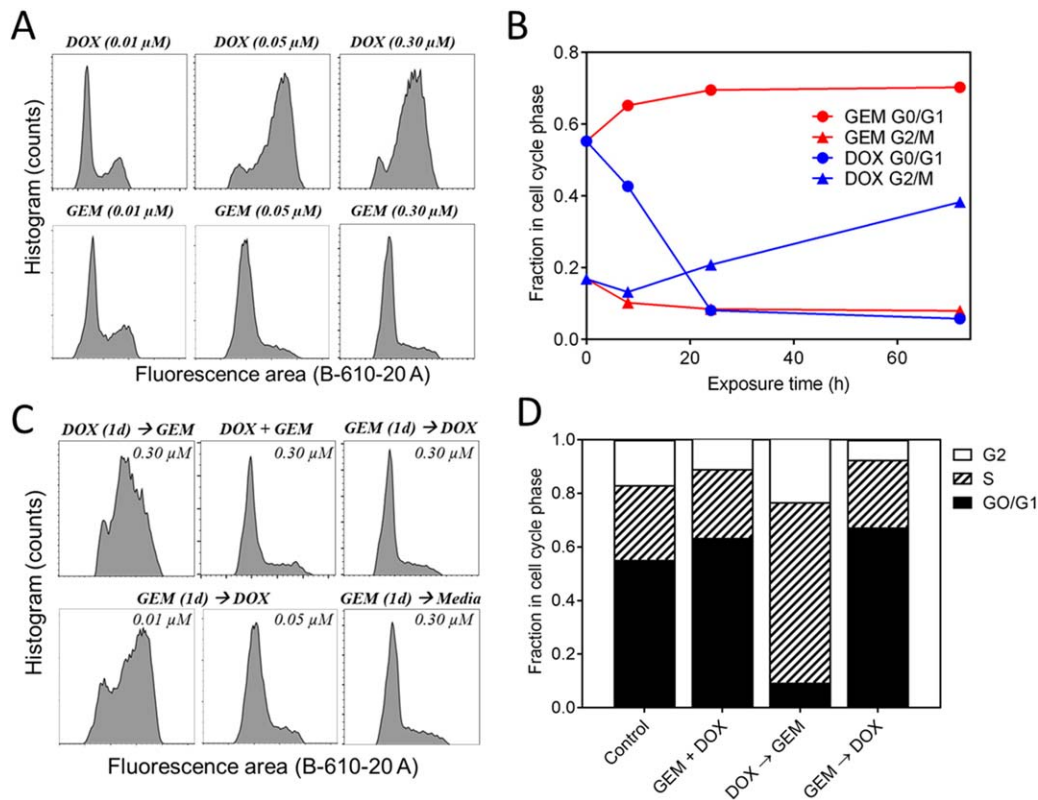 A
DOX (0.01 µM)
DOX (0.05 µM)
DOX (0.30 µM)
GEM (0.01 µM)
GEM (0.05 µM)
GEM (0.30 µM)
Histogram (counts)
Fluorescence area (B-610-20 A)
B
0.8
0.6
0.4
0.2
0.0
Fraction in cell cycle phase
GEM G0/G1
GEM G2/M
DOX G0/G1
DOX G2/M
0
20
40
60
Exposure time (h)
C
DOX (1d) → GEM
0.30 µM
DOX + GEM
0.30 µM
GEM (1d) → DOX
0.30 µM
GEM (1d) → DOX
0.01 µM
0.05 µM
GEM (1d) → Media
0.30 µM
Histogram (counts)
Fluorescence area (B-610-20 A)
D
1.0
0.8
0.6
0.4
0.2
0.0
Fraction in cell cycle phase
G2
S
GO/G1
Control
GEM + DOX
DOX → GEM
GEM → DOX